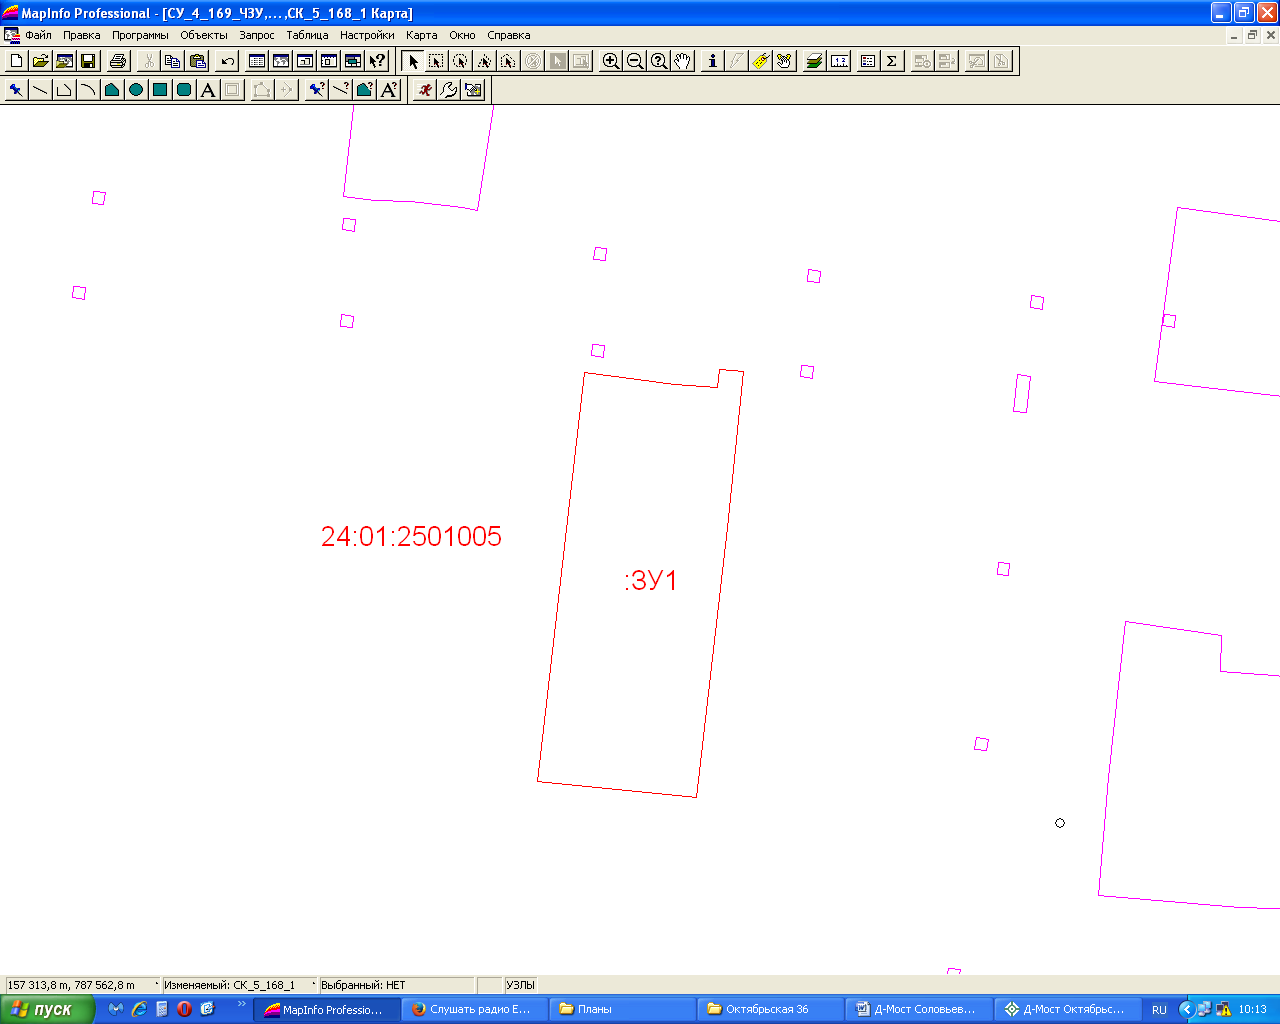 MapInfo Professional - [СУ_4_169_ЧЗУ,...,СК_5_168_1 Карта]
Файл Правка Программы Объекты Запрос Таблица Настройки Карта Окно Справка
24:01:2501005
:ЗУ1
157 313,8 m, 787 562,8 m Изменяемый: СК_5_168_1 Выбранный: НЕТ УЗЛЫ
пуск MapInfo Professio... Слушать радио Е... Планы Октябрьская 36 Д-Мост Соловьев... Д-Мост Октябрьс... RU 10:13